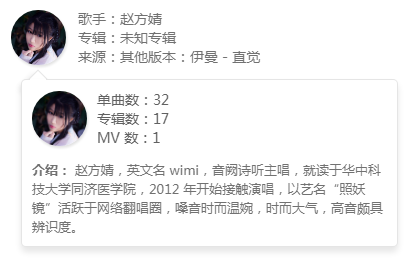 歌手：赵方婧
专辑：未知专辑
来源：其他版本：伊曼 - 直觉
单曲数：32
专辑数：17
MV 数：1
介绍： 赵方婧，英文名 wimi，音阙诗听主唱，就读于华中科
技大学同济医学院，2012 年开始接触演唱，以艺名“照妖
镜”活跃于网络翻唱圈，嗓音时而温婉，时而大气，高音颇具
辨识度。